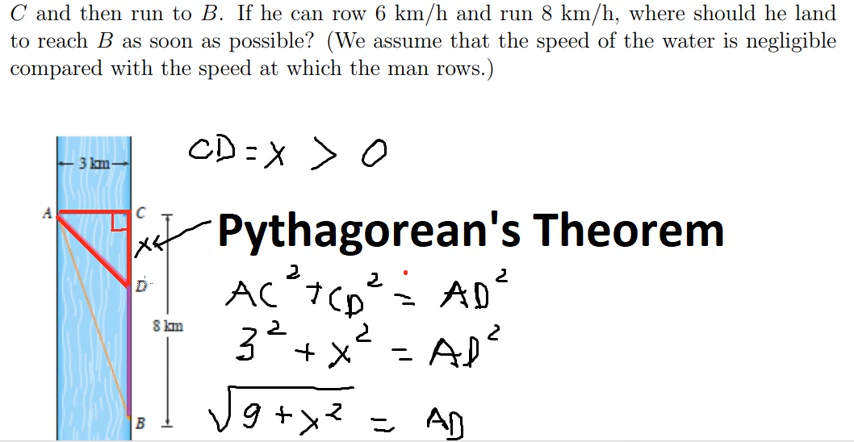 C and then run to B. If he can row 6 km/h and run 8 km/h, where should he land
to reach B as soon as possible? (We assume that the speed of the water is negligible
compared with the speed at which the man rows.)
CD = x > 0
3 km
A
C
Pythagorean's Theorem
x
AC² + CD² = AD²
D
8 km
3² + x² = AD²
√9 + x² = AD
B